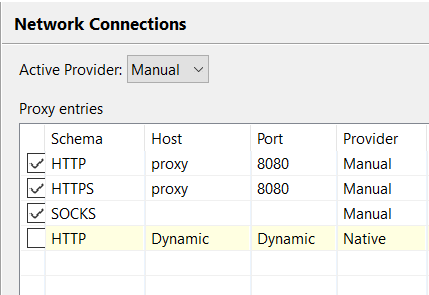 Network Connections
Active Provider: Manual
Proxy entries
Schema Host Port Provider
HTTP proxy 8080 Manual
HTTPS proxy 8080 Manual
SOCKS Manual
HTTP Dynamic Dynamic Native